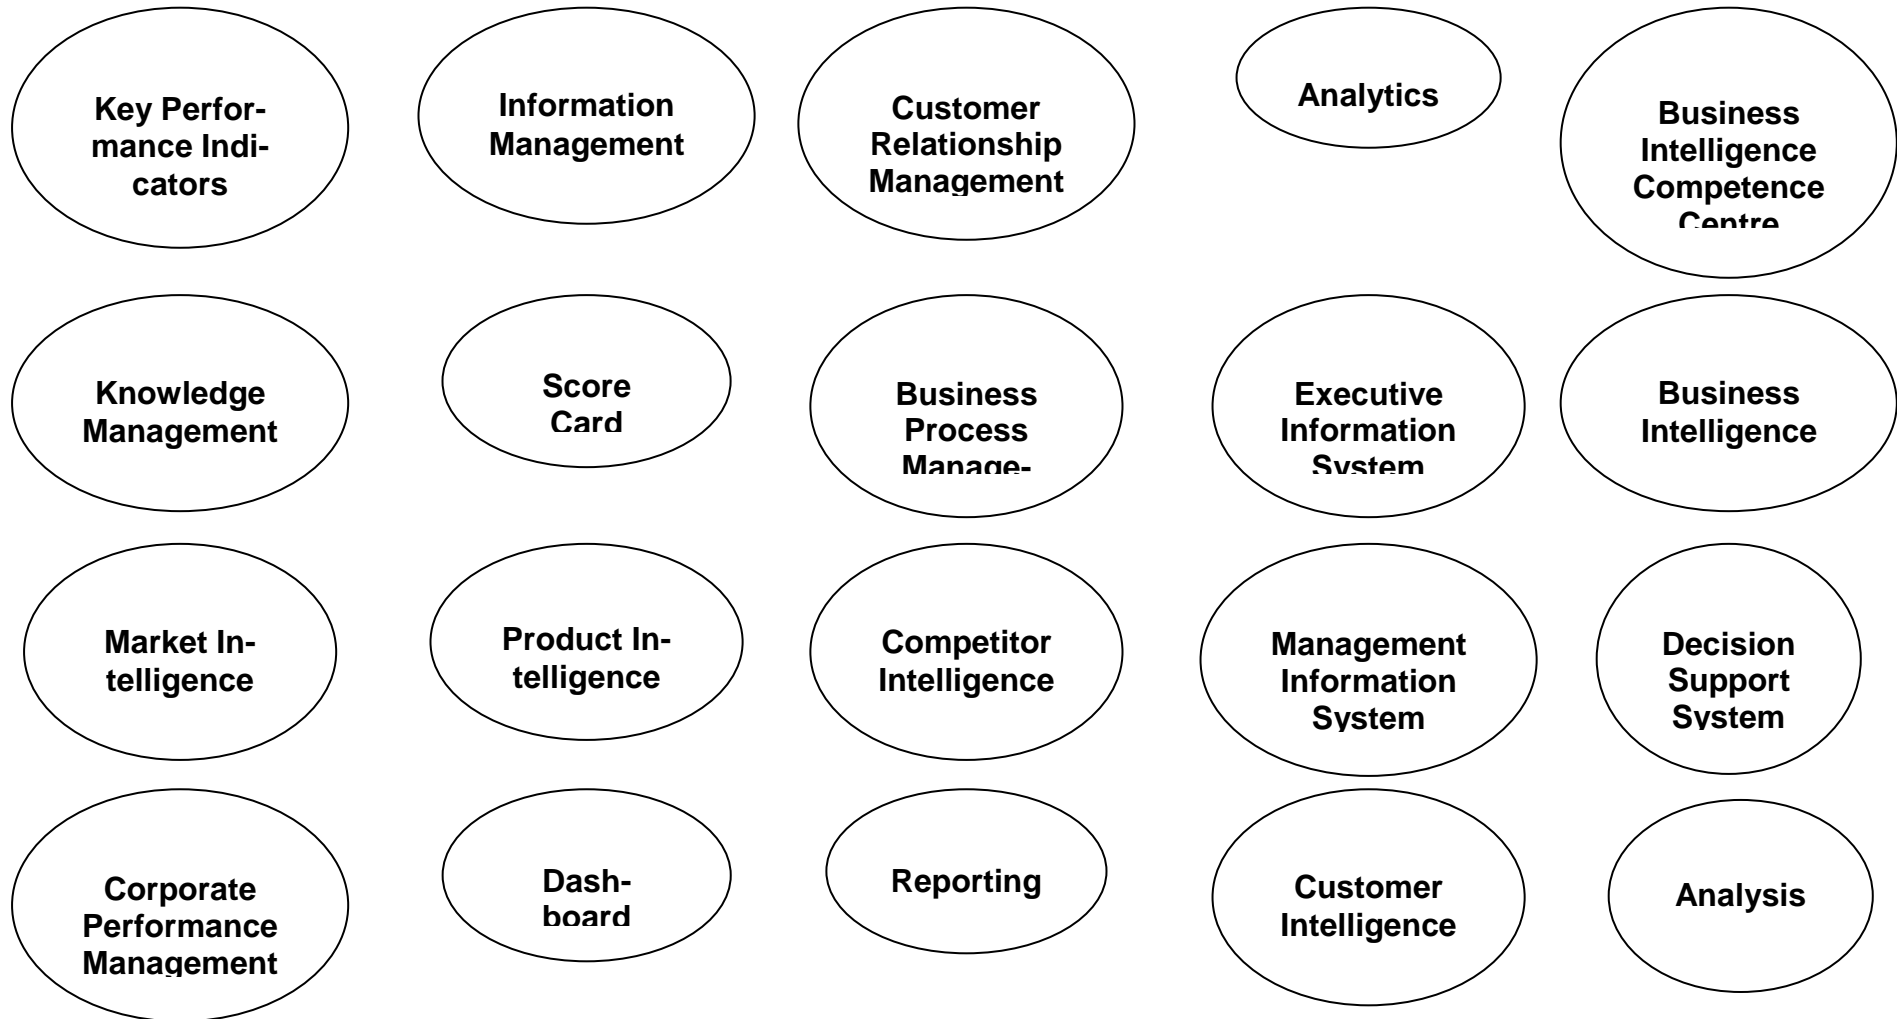 Key Perfor-
mance Indi-
cators
Information
Management
Customer
Relationship
Management
Analytics
Business
Intelligence
Competence
Centre
Knowledge
Management
Score
Card
Business
Process
Manage-
Executive
Information
System
Business
Intelligence
Market In-
telligence
Product In-
telligence
Competitor
Intelligence
Management
Information
System
Decision
Support
System
Corporate
Performance
Management
Dash-
board
Reporting
Customer
Intelligence
Analysis